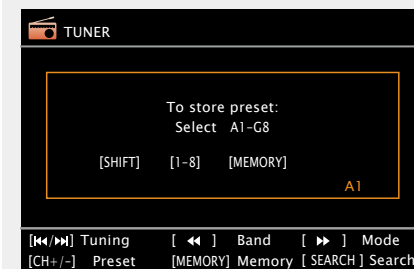 TUNER
To store preset:
Select A1-G8
[SHIFT] [1-8] [MEMORY]
A1
[⏮/⏭] Tuning [ ◀◀ ] Band [ ▶▶ ] Mode
[CH+/-] Preset [MEMORY] Memory [ SEARCH ] Search